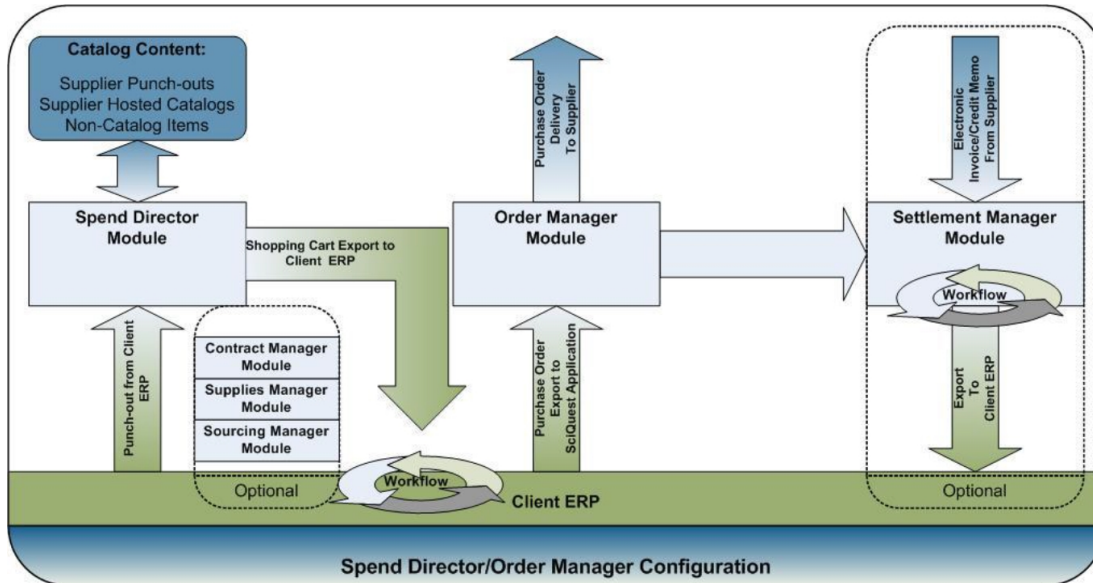 Catalog Content:
Supplier Punch-outs
Supplier Hosted Catalogs
Non-Catalog Items
Purchase Order
Delivery
To Supplier
Electronic
Invoice/Credit Memo
From Supplier
Spend Director
Module
Shopping Cart Export to
Client ERP
Order Manager
Module
Settlement Manager
Module
Workflow
Punch-out from Client
ERP
Contract Manager
Module
Supplies Manager
Module
Sourcing Manager
Module
Optional
Workflow
Purchase Order
Export to
SciQuest Application
Export
To
Client ERP
Optional
Client ERP
Spend Director/Order Manager Configuration